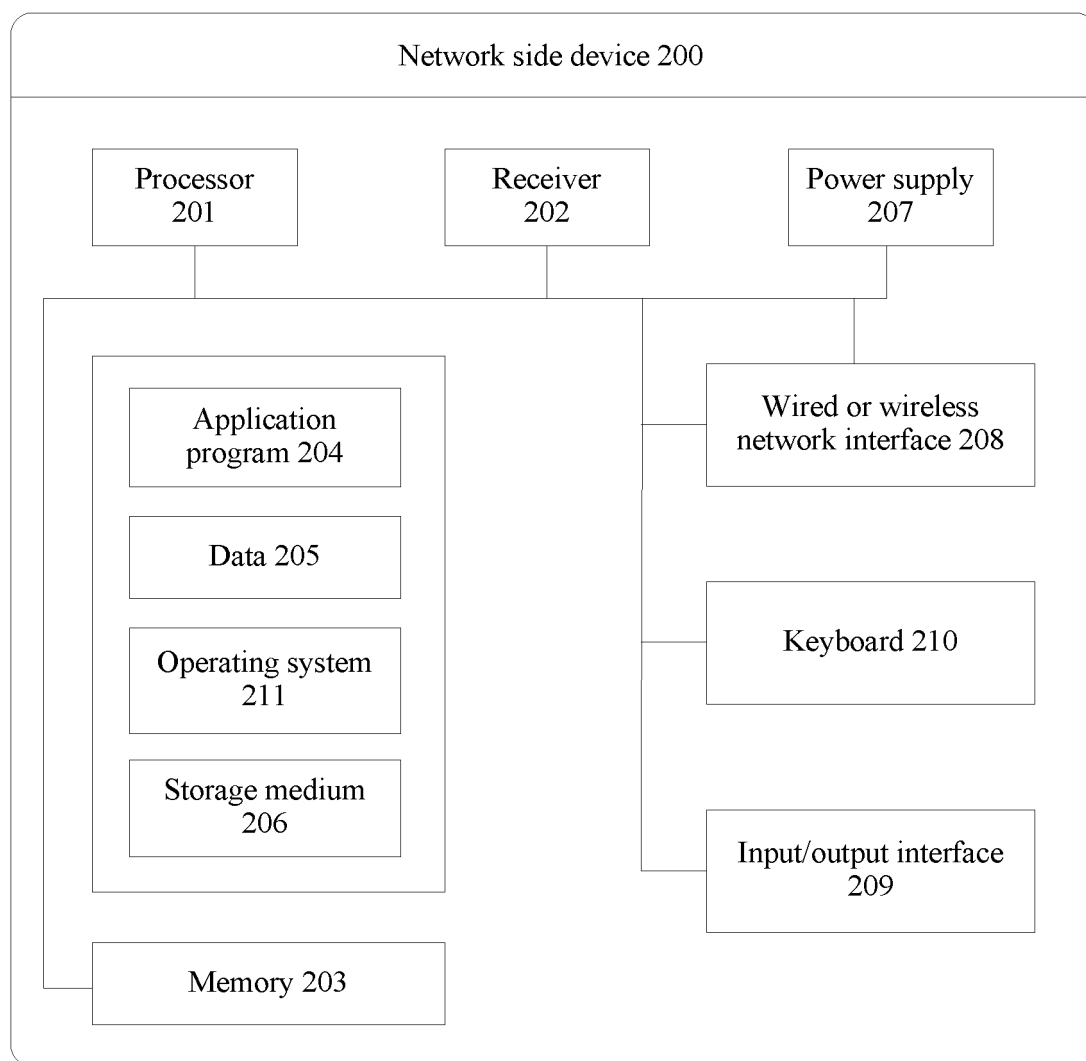 Network side device 200
Processor
201
Receiver
202
Power supply
207
Application
program 204
Data 205
Operating system
211
Storage medium
206
Memory 203
Wired or wireless
network interface 208
Keyboard 210
Input/output interface
209